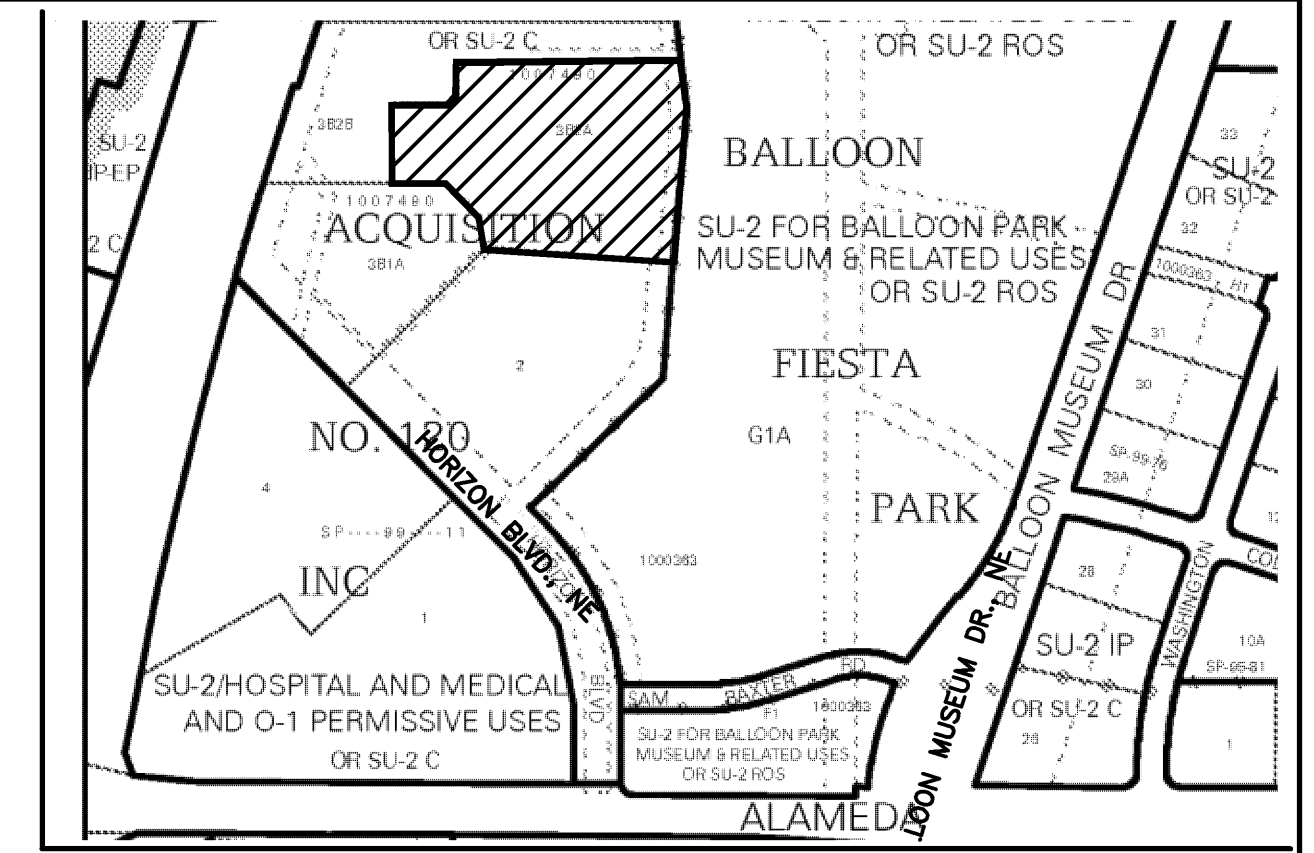 OR SU-2 C
OR SU-2 ROS
1007490
3B2B
3B2A
33
SU-2
IP-EP
BALLOON
SU-2
OR SU-2
1007490
ACQUISITION
SU-2 FOR BALLOON PARK
MUSEUM & RELATED USES
OR SU-2 ROS
32
2 C
3B1A
1000363
H1
31
FIESTA
2
30
BALLOON MUSEUM DR
NO. 120
G1A
SP-99-76
29A
HORIZON BLVD., NE
4
PARK
12
SP----99----11
INC
1000363
28
WASHINGTON
1
SU-2 IP
10A
SP-95-81
SU-2/HOSPITAL AND MEDICAL
AND O-1 PERMISSIVE USES
OR SU-2 C
BLVD
SAM BAXTER RD
F1
1000363
SU-2 FOR BALLOON PARK
MUSEUM & RELATED USES
OR SU-2 ROS
OR SU-2 C
26
1
ALAMEDA
LOON MUSEUM DR., NE